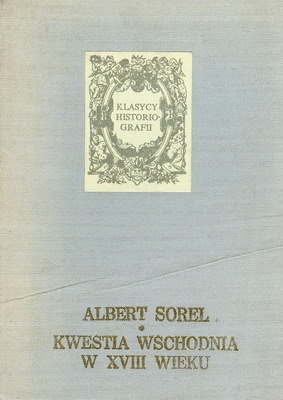 KLASYCY
HISTORIO-
GRAFII
ALBERT SOREL
•
KWESTIA WSCHODNIA
W XVIII WIEKU